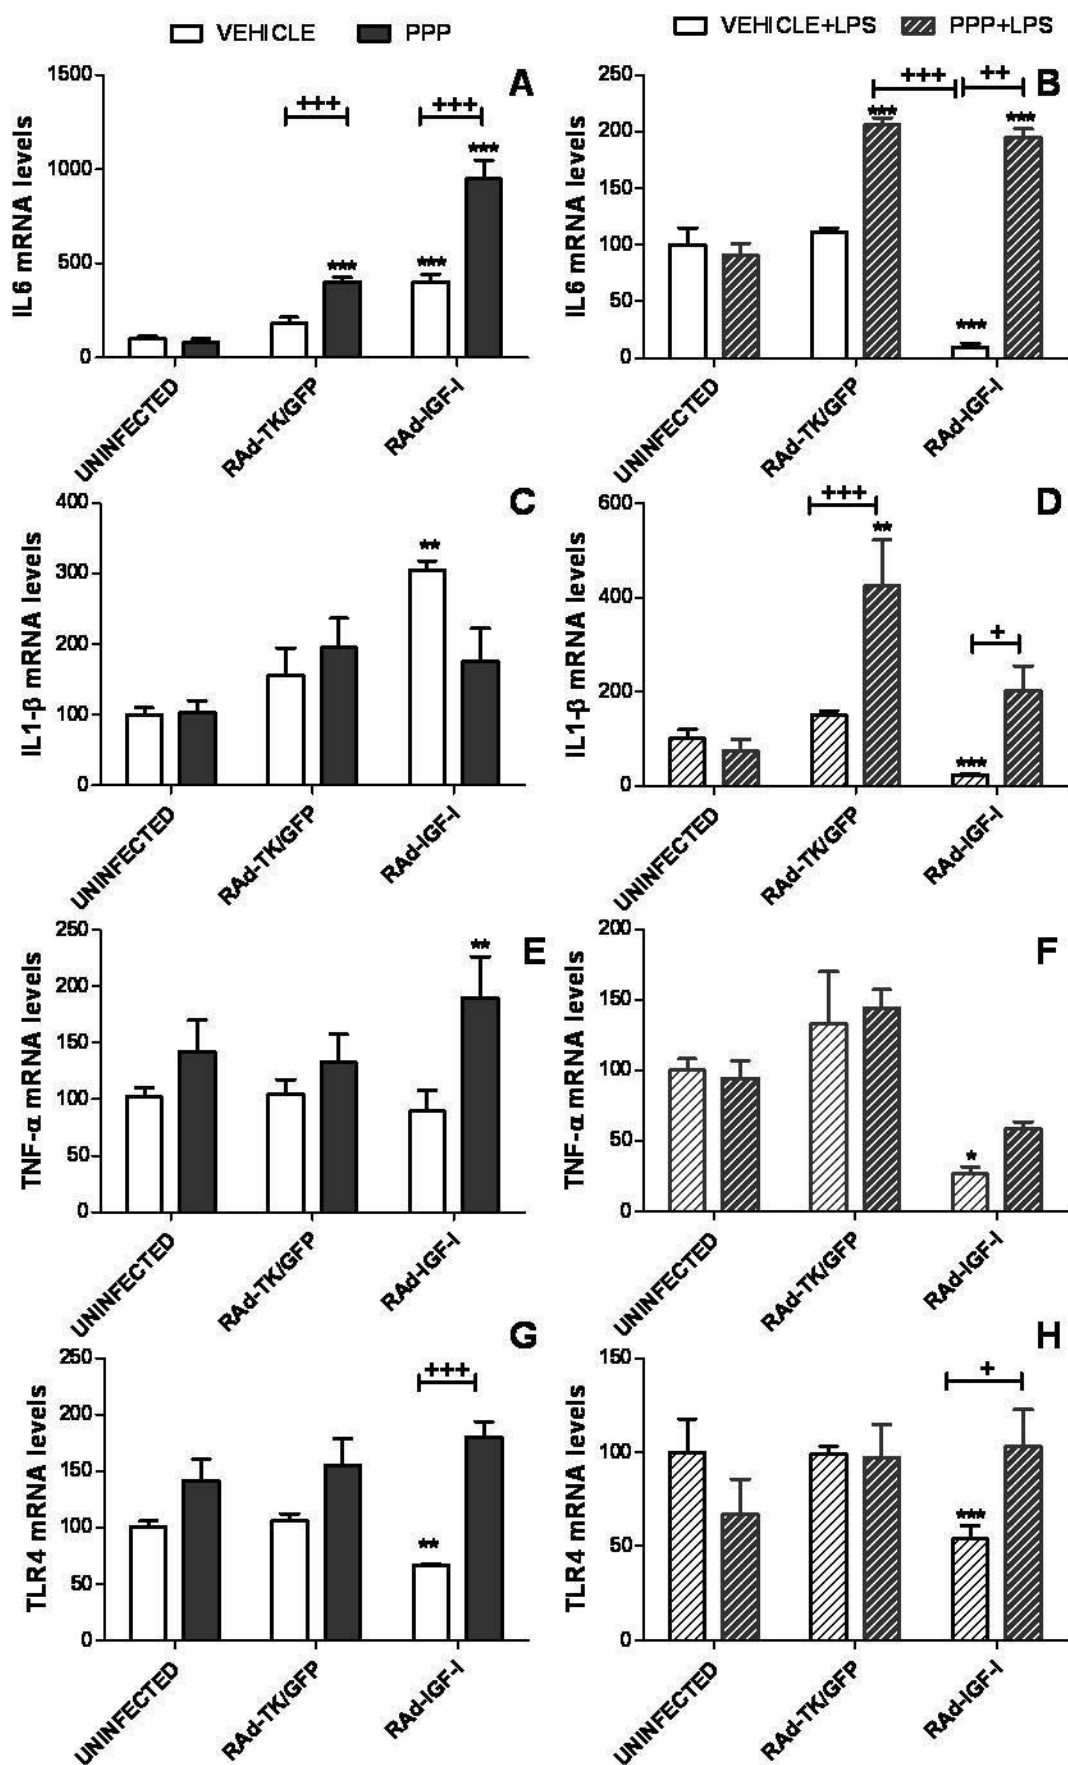 VEHICLE PPP
VEHICLE+LPS PPP+LPS
A
IL6 mRNA levels
1500
1000
500
0
+++
+++
***
***
***
UNINFECTED
RAd-TK/GFP
RAd-IGF-I
B
IL6 mRNA levels
250
200
150
100
50
0
+++
++
***
***
***
UNINFECTED
RAd-TK/GFP
RAd-IGF-I
C
IL1-β mRNA levels
400
300
200
100
0
**
UNINFECTED
RAd-TK/GFP
RAd-IGF-I
D
IL1-β mRNA levels
600
400
200
0
+++
**
+
***
UNINFECTED
RAd-TK/GFP
RAd-IGF-I
E
TNF-α mRNA levels
250
200
150
100
50
0
**
UNINFECTED
RAd-TK/GFP
RAd-IGF-I
F
TNF-α mRNA levels
200
150
100
50
0
*
UNINFECTED
RAd-TK/GFP
RAd-IGF-I
G
TLR4 mRNA levels
250
200
150
100
50
0
+++
**
UNINFECTED
RAd-TK/GFP
RAd-IGF-I
H
TLR4 mRNA levels
150
100
50
0
+
***
UNINFECTED
RAd-TK/GFP
RAd-IGF-I